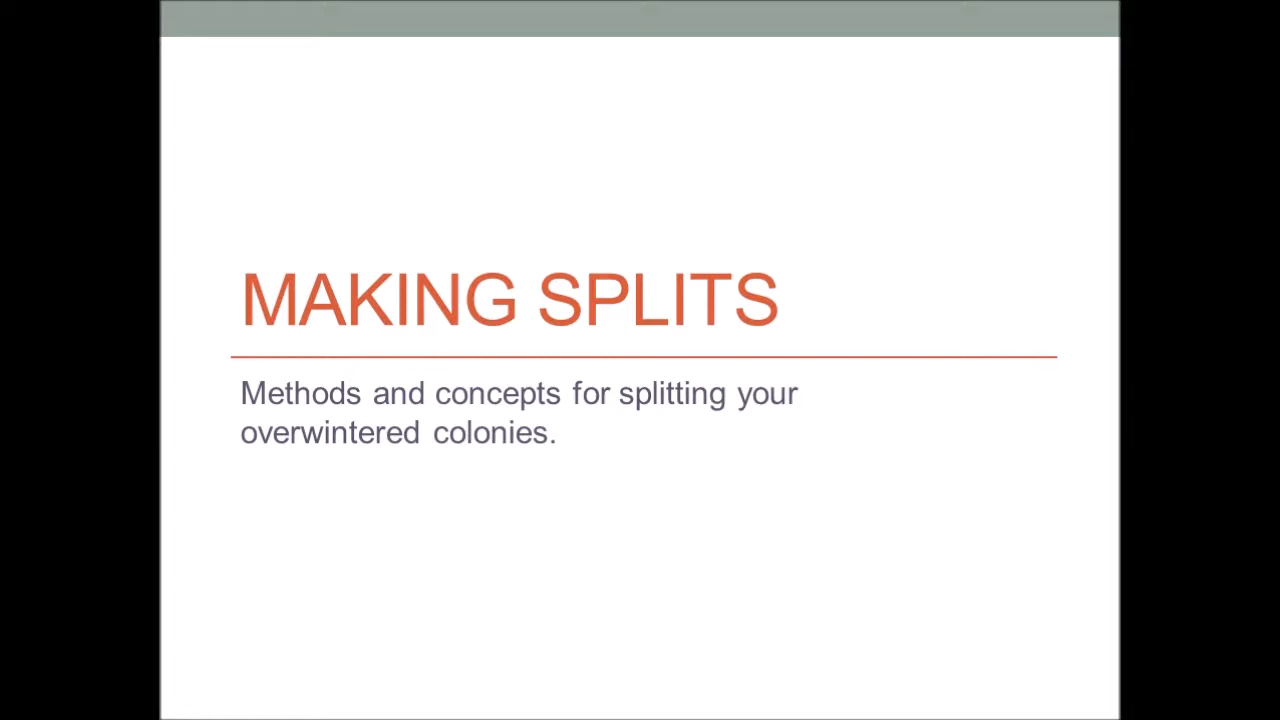 MAKING SPLITS
Methods and concepts for splitting your
overwintered colonies.